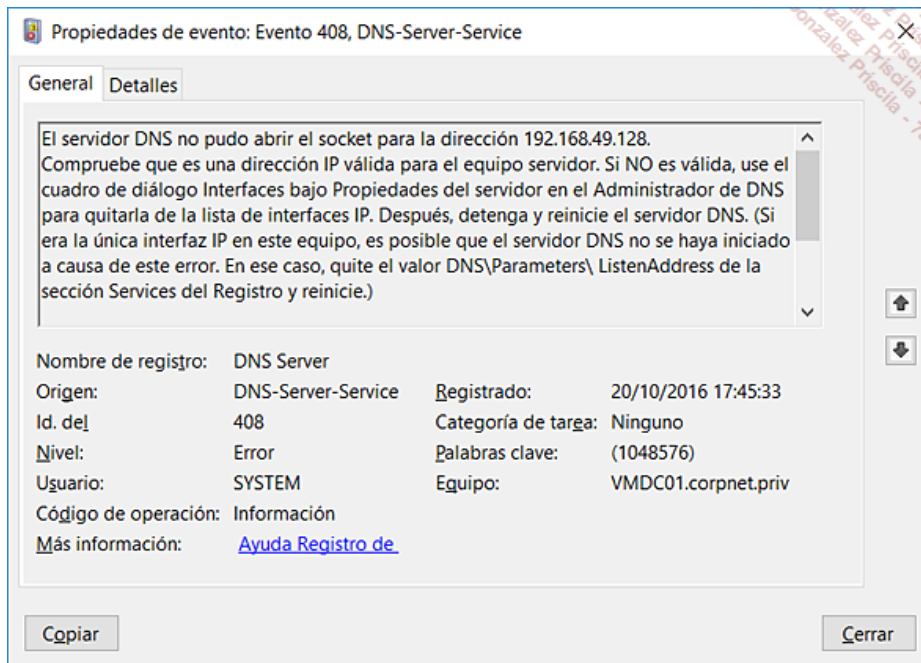 Propiedades de evento: Evento 408, DNS-Server-Service
General Detalles
El servidor DNS no pudo abrir el socket para la dirección 192.168.49.128.
Compruebe que es una dirección IP válida para el equipo servidor. Si NO es válida, use el
cuadro de diálogo Interfaces bajo Propiedades del servidor en el Administrador de DNS
para quitarla de la lista de interfaces IP. Después, detenga y reinicie el servidor DNS. (Si
era la única interfaz IP en este equipo, es posible que el servidor DNS no se haya iniciado
a causa de este error. En ese caso, quite el valor DNS\Parameters\ ListenAddress de la
sección Services del Registro y reinicie.)
Nombre de registro: DNS Server
Origen: DNS-Server-Service Registrado: 20/10/2016 17:45:33
Id. del 408 Categoría de tarea: Ninguno
Nivel: Error Palabras clave: (1048576)
Usuario: SYSTEM Equipo: VMDC01.corpnet.priv
Código de operación: Información
Más información: Ayuda Registro de
Copiar Cerrar